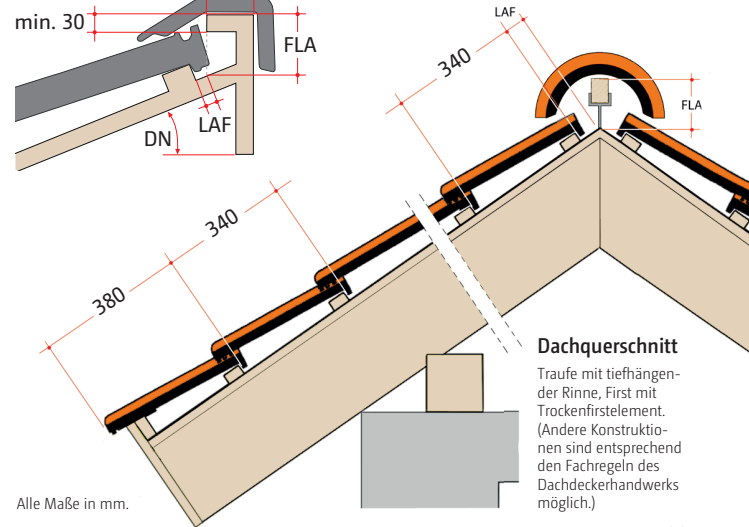 min. 30
FLA
LAF
DN
LAF
340
FLA
340
380
Dachquerschnitt
Traufe mit tiefhängen-
der Rinne, First mit
Trockenfirstelement.
(Andere Konstruktio-
nen sind entsprechend
den Fachregeln des
Dachdeckerhandwerks
möglich.)
Alle Maße in mm.